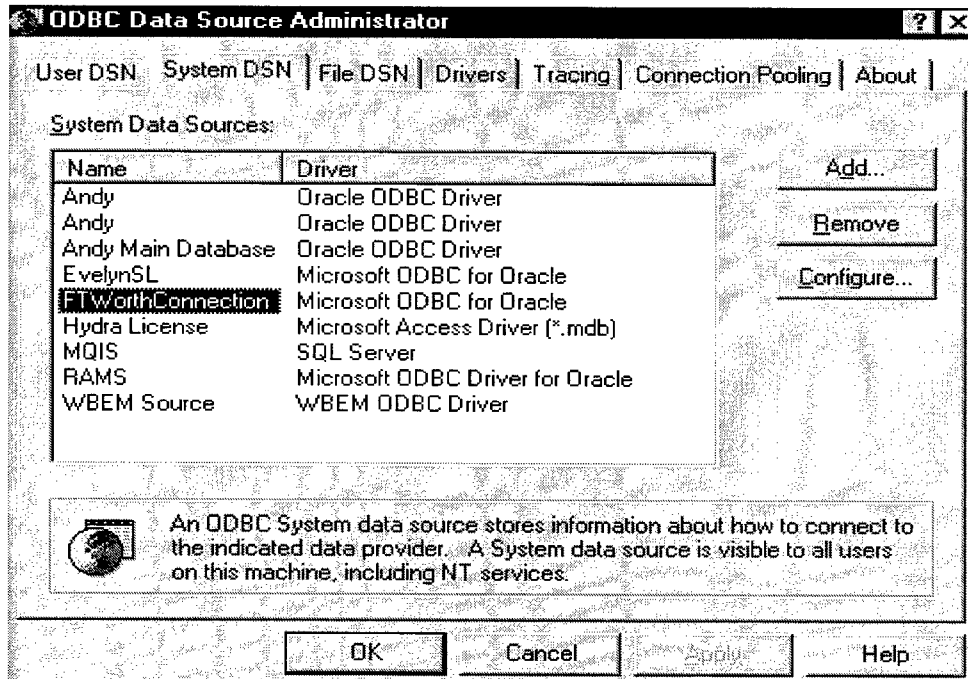 ODBC Data Source Administrator
User DSN System DSN File DSN Drivers Tracing Connection Pooling About
System Data Sources:
Name Driver
Andy Oracle ODBC Driver
Andy Oracle ODBC Driver
Andy Main Database Oracle ODBC Driver
EvelynSL Microsoft ODBC for Oracle
FTWorthConnection Microsoft ODBC for Oracle
Hydra License Microsoft Access Driver (*.mdb)
MQIS SQL Server
RAMS Microsoft ODBC Driver for Oracle
WBEM Source WBEM ODBC Driver
Add...
Remove
Configure...
An ODBC System data source stores information about how to connect to
the indicated data provider. A System data source is visible to all users
on this machine, including NT services.
OK Cancel Apply Help